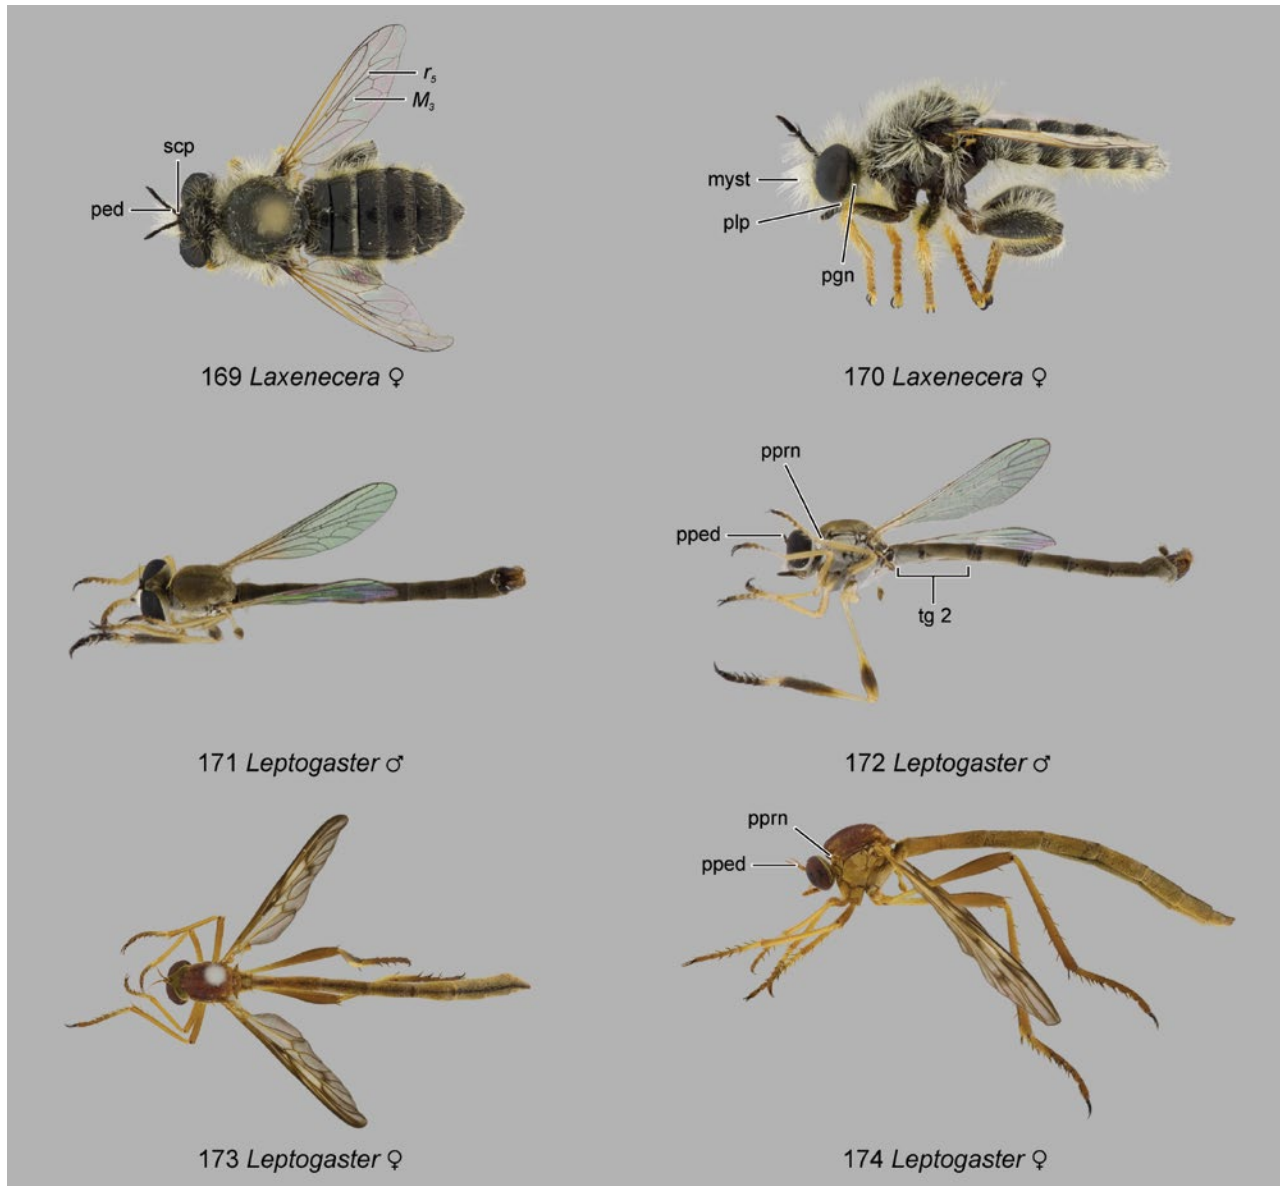 r5
M3
scp
ped
169 Laxenecera ♀
myst
plp
pgn
170 Laxenecera ♀
171 Leptogaster ♂
pprn
pped
tg 2
172 Leptogaster ♂
173 Leptogaster ♀
pprn
pped
174 Leptogaster ♀